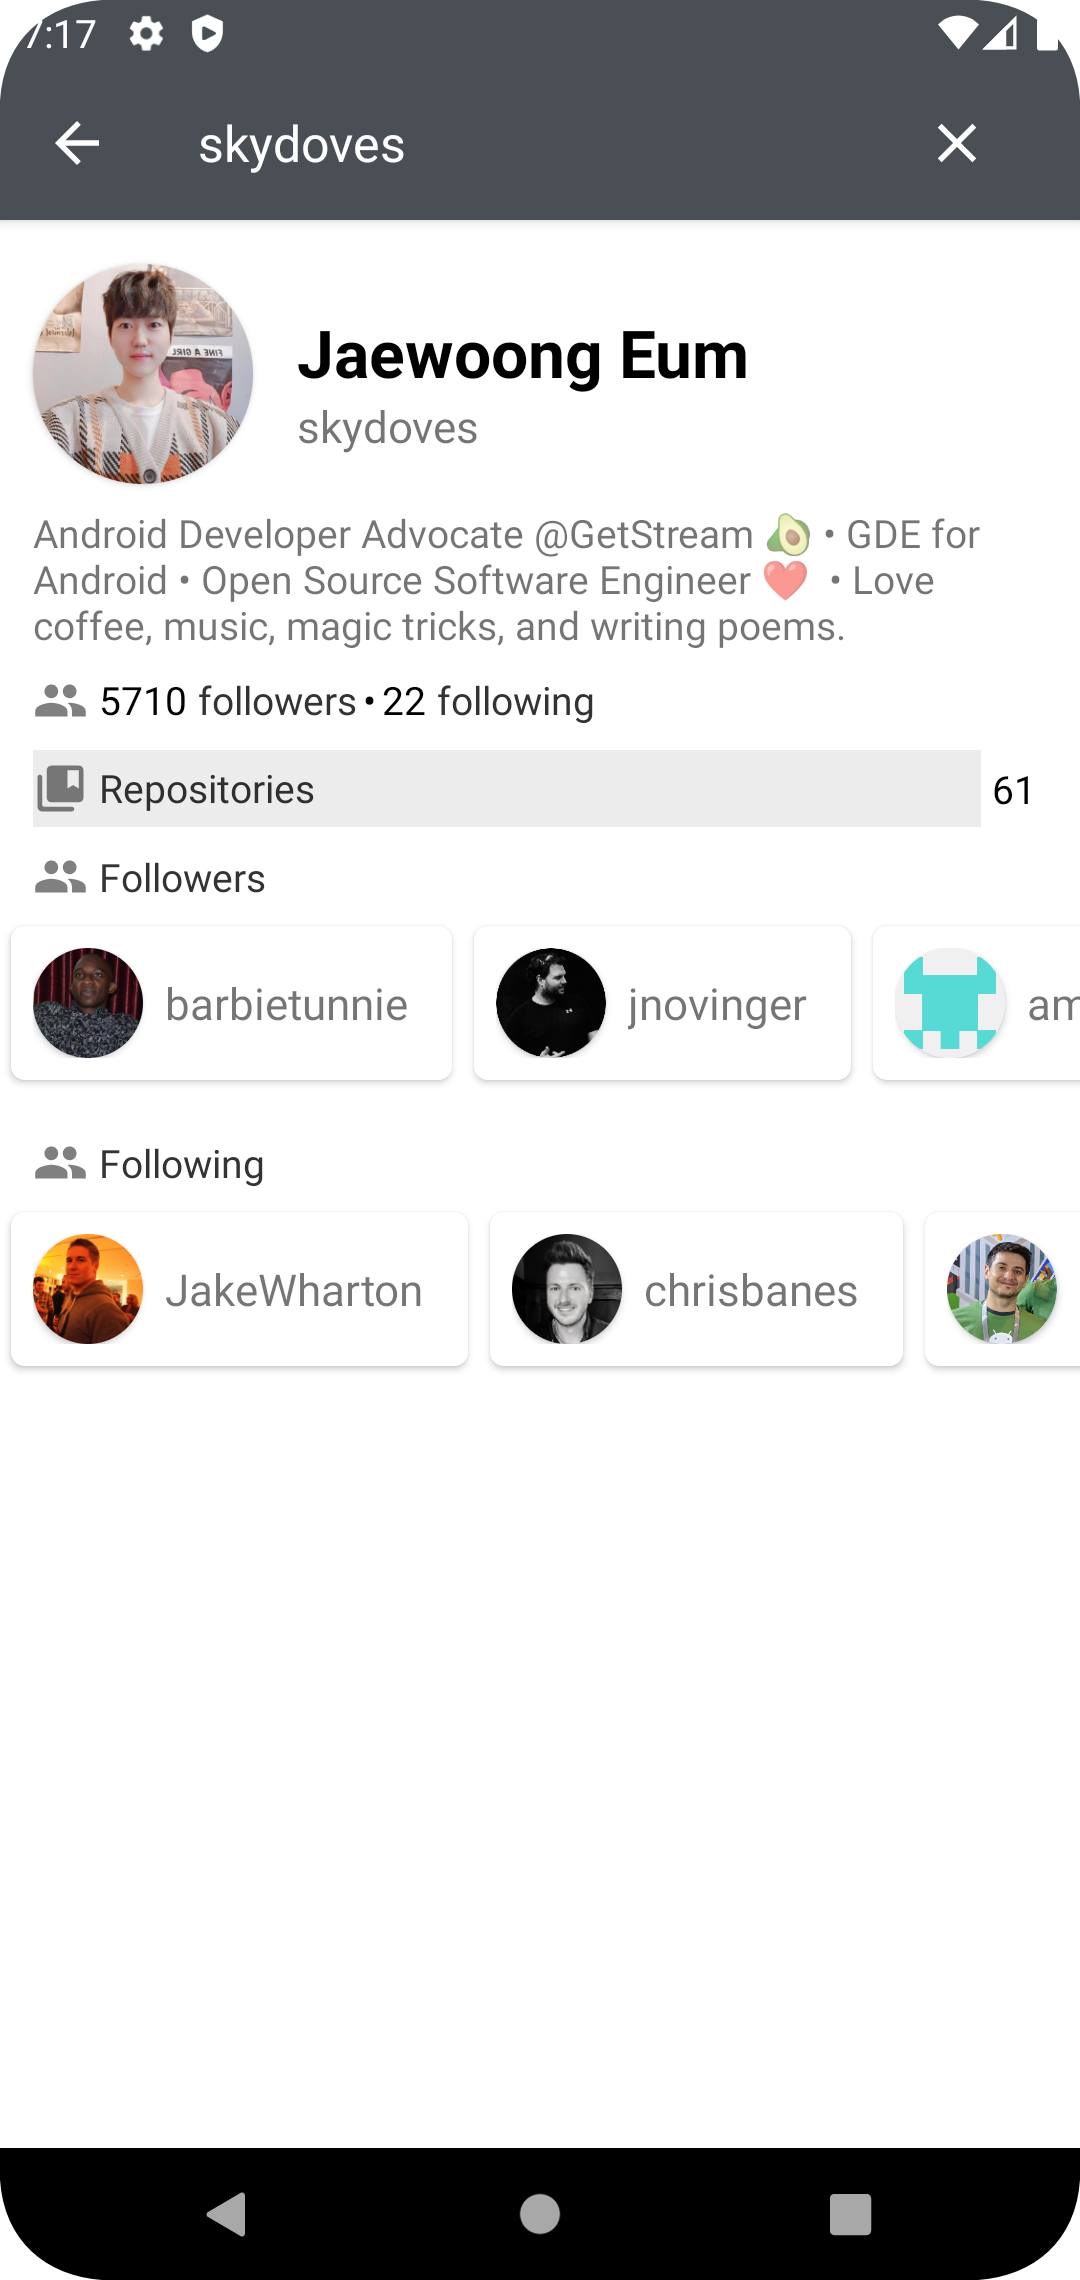 7:17
skydoves
Jaewoong Eum
skydoves
Android Developer Advocate @GetStream 🥑 • GDE for
Android • Open Source Software Engineer ❤️ • Love
coffee, music, magic tricks, and writing poems.
5710 followers • 22 following
Repositories 61
Followers
barbietunnie jnovinger am
Following
JakeWharton chrisbanes